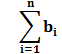 n
∑ bᵢ
i=1